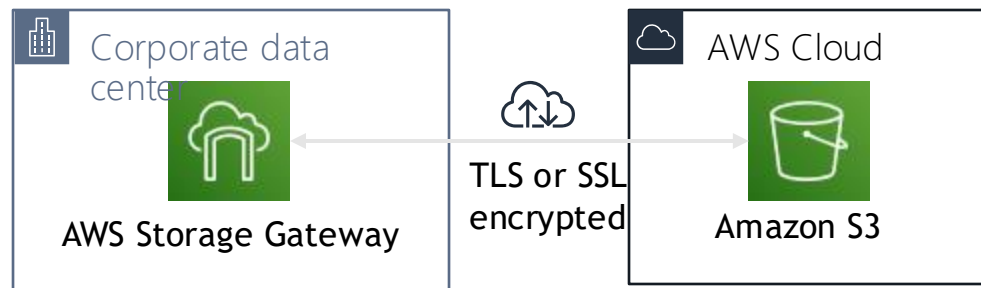 Corporate data
center
AWS Storage Gateway
TLS or SSL
encrypted
AWS Cloud
Amazon S3